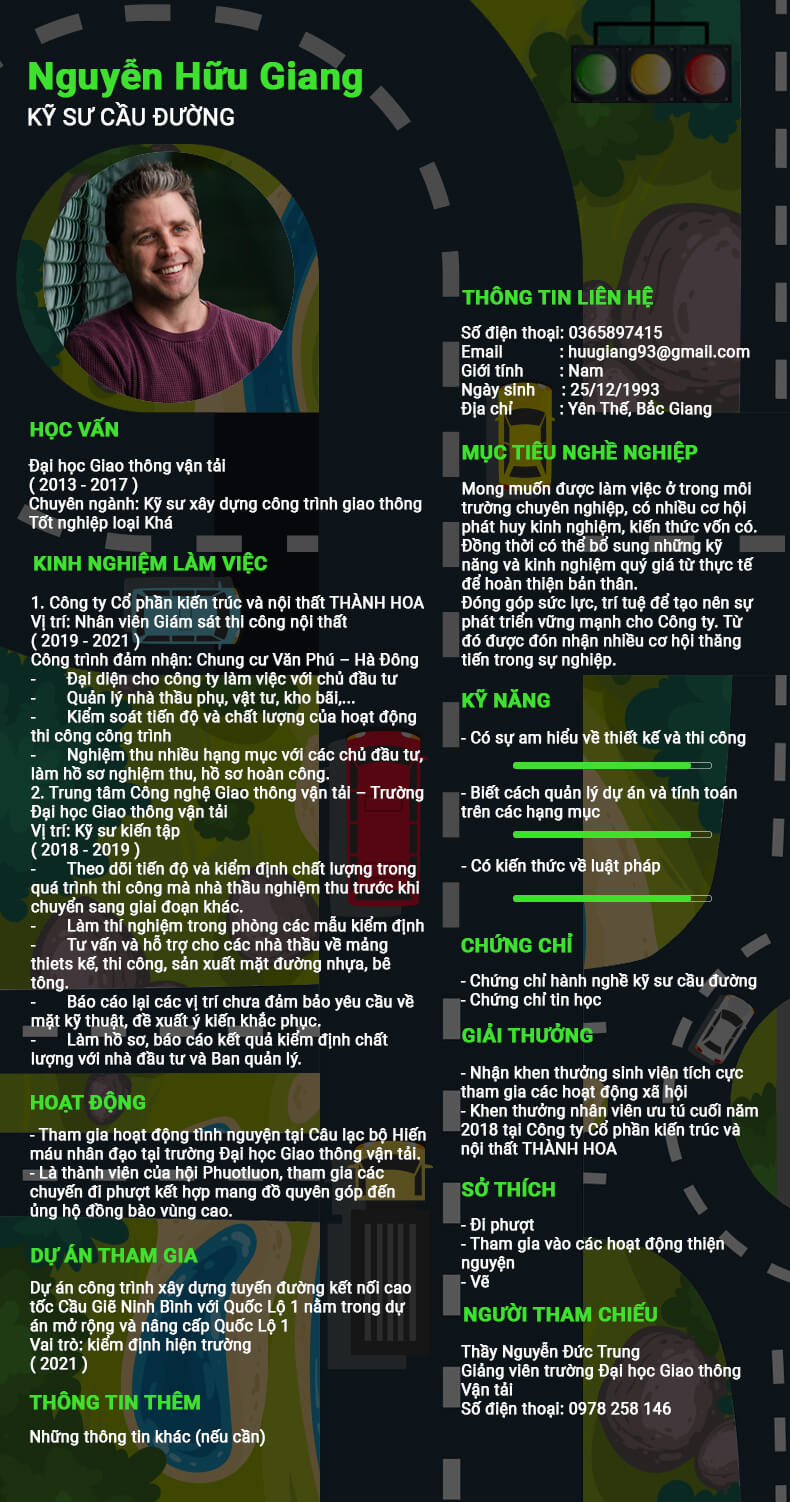 Nguyễn Hữu Giang
KỸ SƯ CẦU ĐƯỜNG
HỌC VẤN
Đại học Giao thông vận tải
( 2013 - 2017 )
Chuyên ngành: Kỹ sư xây dựng công trình giao thông
Tốt nghiệp loại Khá
KINH NGHIỆM LÀM VIỆC
1. Công ty Cổ phần kiến trúc và nội thất THÀNH HOA
Vị trí: Nhân viên Giám sát thi công nội thất
( 2019 - 2021 )
Công trình đảm nhận: Chung cư Văn Phú – Hà Đông
- Đại diện cho công ty làm việc với chủ đầu tư
- Quản lý nhà thầu phụ, vật tư, kho bãi,...
- Kiểm soát tiến độ và chất lượng của hoạt động
thi công công trình
- Nghiệm thu nhiều hạng mục với các chủ đầu tư,
làm hồ sơ nghiệm thu, hồ sơ hoàn công.
2. Trung tâm Công nghệ Giao thông vận tải – Trường
Đại học Giao thông vận tải
Vị trí: Kỹ sư kiến tập
( 2018 - 2019 )
- Theo dõi tiến độ và kiểm định chất lượng trong
quá trình thi công mà nhà thầu nghiệm thu trước khi
chuyển sang giai đoạn khác.
- Làm thí nghiệm trong phòng các mẫu kiểm định
- Tư vấn và hỗ trợ cho các nhà thầu về mảng
thiets kế, thi công, sản xuất mặt đường nhựa, bê
tông.
- Báo cáo lại các vị trí chưa đảm bảo yêu cầu về
mặt kỹ thuật, đề xuất ý kiến khắc phục.
- Làm hồ sơ, báo cáo kết quả kiểm định chất
lượng với nhà đầu tư và Ban quản lý.
HOẠT ĐỘNG
- Tham gia hoạt động tình nguyện tại Câu lạc bộ Hiến
máu nhân đạo tại trường Đại học Giao thông vận tải.
- Là thành viên của hội Phuotluon, tham gia các
chuyến đi phượt kết hợp mang đồ quyên góp đến
ủng hộ đồng bào vùng cao.
DỰ ÁN THAM GIA
Dự án công trình xây dựng tuyến đường kết nối cao
tốc Cầu Giẽ Ninh Bình với Quốc Lộ 1 nằm trong dự
án mở rộng và nâng cấp Quốc Lộ 1
Vai trò: kiểm định hiện trường
( 2021 )
THÔNG TIN THÊM
Những thông tin khác (nếu cần)
THÔNG TIN LIÊN HỆ
Số điện thoại: 0365897415
Email : huugiang93@gmail.com
Giới tính : Nam
Ngày sinh : 25/12/1993
Địa chỉ : Yên Thế, Bắc Giang
MỤC TIÊU NGHỀ NGHIỆP
Mong muốn được làm việc ở trong môi
trường chuyên nghiệp, có nhiều cơ hội
phát huy kinh nghiệm, kiến thức vốn có.
Đồng thời có thể bổ sung những kỹ
năng và kinh nghiệm quý giá từ thực tế
để hoàn thiện bản thân.
Đóng góp sức lực, trí tuệ để tạo nên sự
phát triển vững mạnh cho Công ty. Từ
đó được đón nhận nhiều cơ hội thăng
tiến trong sự nghiệp.
KỸ NĂNG
- Có sự am hiểu về thiết kế và thi công
- Biết cách quản lý dự án và tính toán
trên các hạng mục
- Có kiến thức về luật pháp
CHỨNG CHỈ
- Chứng chỉ hành nghề kỹ sư cầu đường
- Chứng chỉ tin học
GIẢI THƯỞNG
- Nhận khen thưởng sinh viên tích cực
tham gia các hoạt động xã hội
- Khen thưởng nhân viên ưu tú cuối năm
2018 tại Công ty Cổ phần kiến trúc và
nội thất THÀNH HOA
SỞ THÍCH
- Đi phượt
- Tham gia vào các hoạt động thiện
nguyện
- Vẽ
NGƯỜI THAM CHIẾU
Thầy Nguyễn Đức Trung
Giảng viên trường Đại học Giao thông
Vận tải
Số điện thoại: 0978 258 146